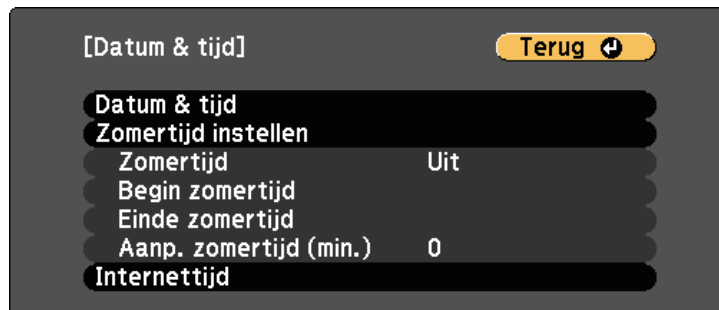 [Datum & tijd] Terug
Datum & tijd
Zomertijd instellen
Zomertijd Uit
Begin zomertijd
Einde zomertijd
Aanp. zomertijd (min.) 0
Internettijd